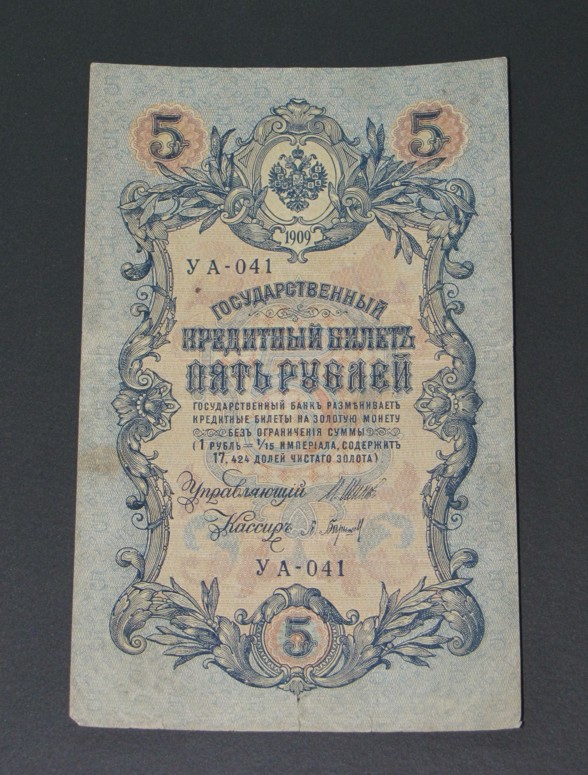 5 5
1909
УА-041
ГОСУДАРСТВЕННЫЙ
КРЕДИТНЫЙ БИЛЕТЪ
ПЯТЬ РУБЛЕЙ
ГОСУДАРСТВЕННЫЙ БАНКЪ РАЗМѢНИВАЕТЪ
КРЕДИТНЫЕ БИЛЕТЫ НА ЗОЛОТУЮ МОНЕТУ
БЕЗЪ ОГРАНИЧЕНІЯ СУММЫ
(1 РУБЛЬ = 1/15 ИМПЕРІАЛА, СОДЕРЖИТЪ
17,424 ДОЛЕЙ ЧИСТАГО ЗОЛОТА)
Управляющій
Кассиръ
УА-041
5